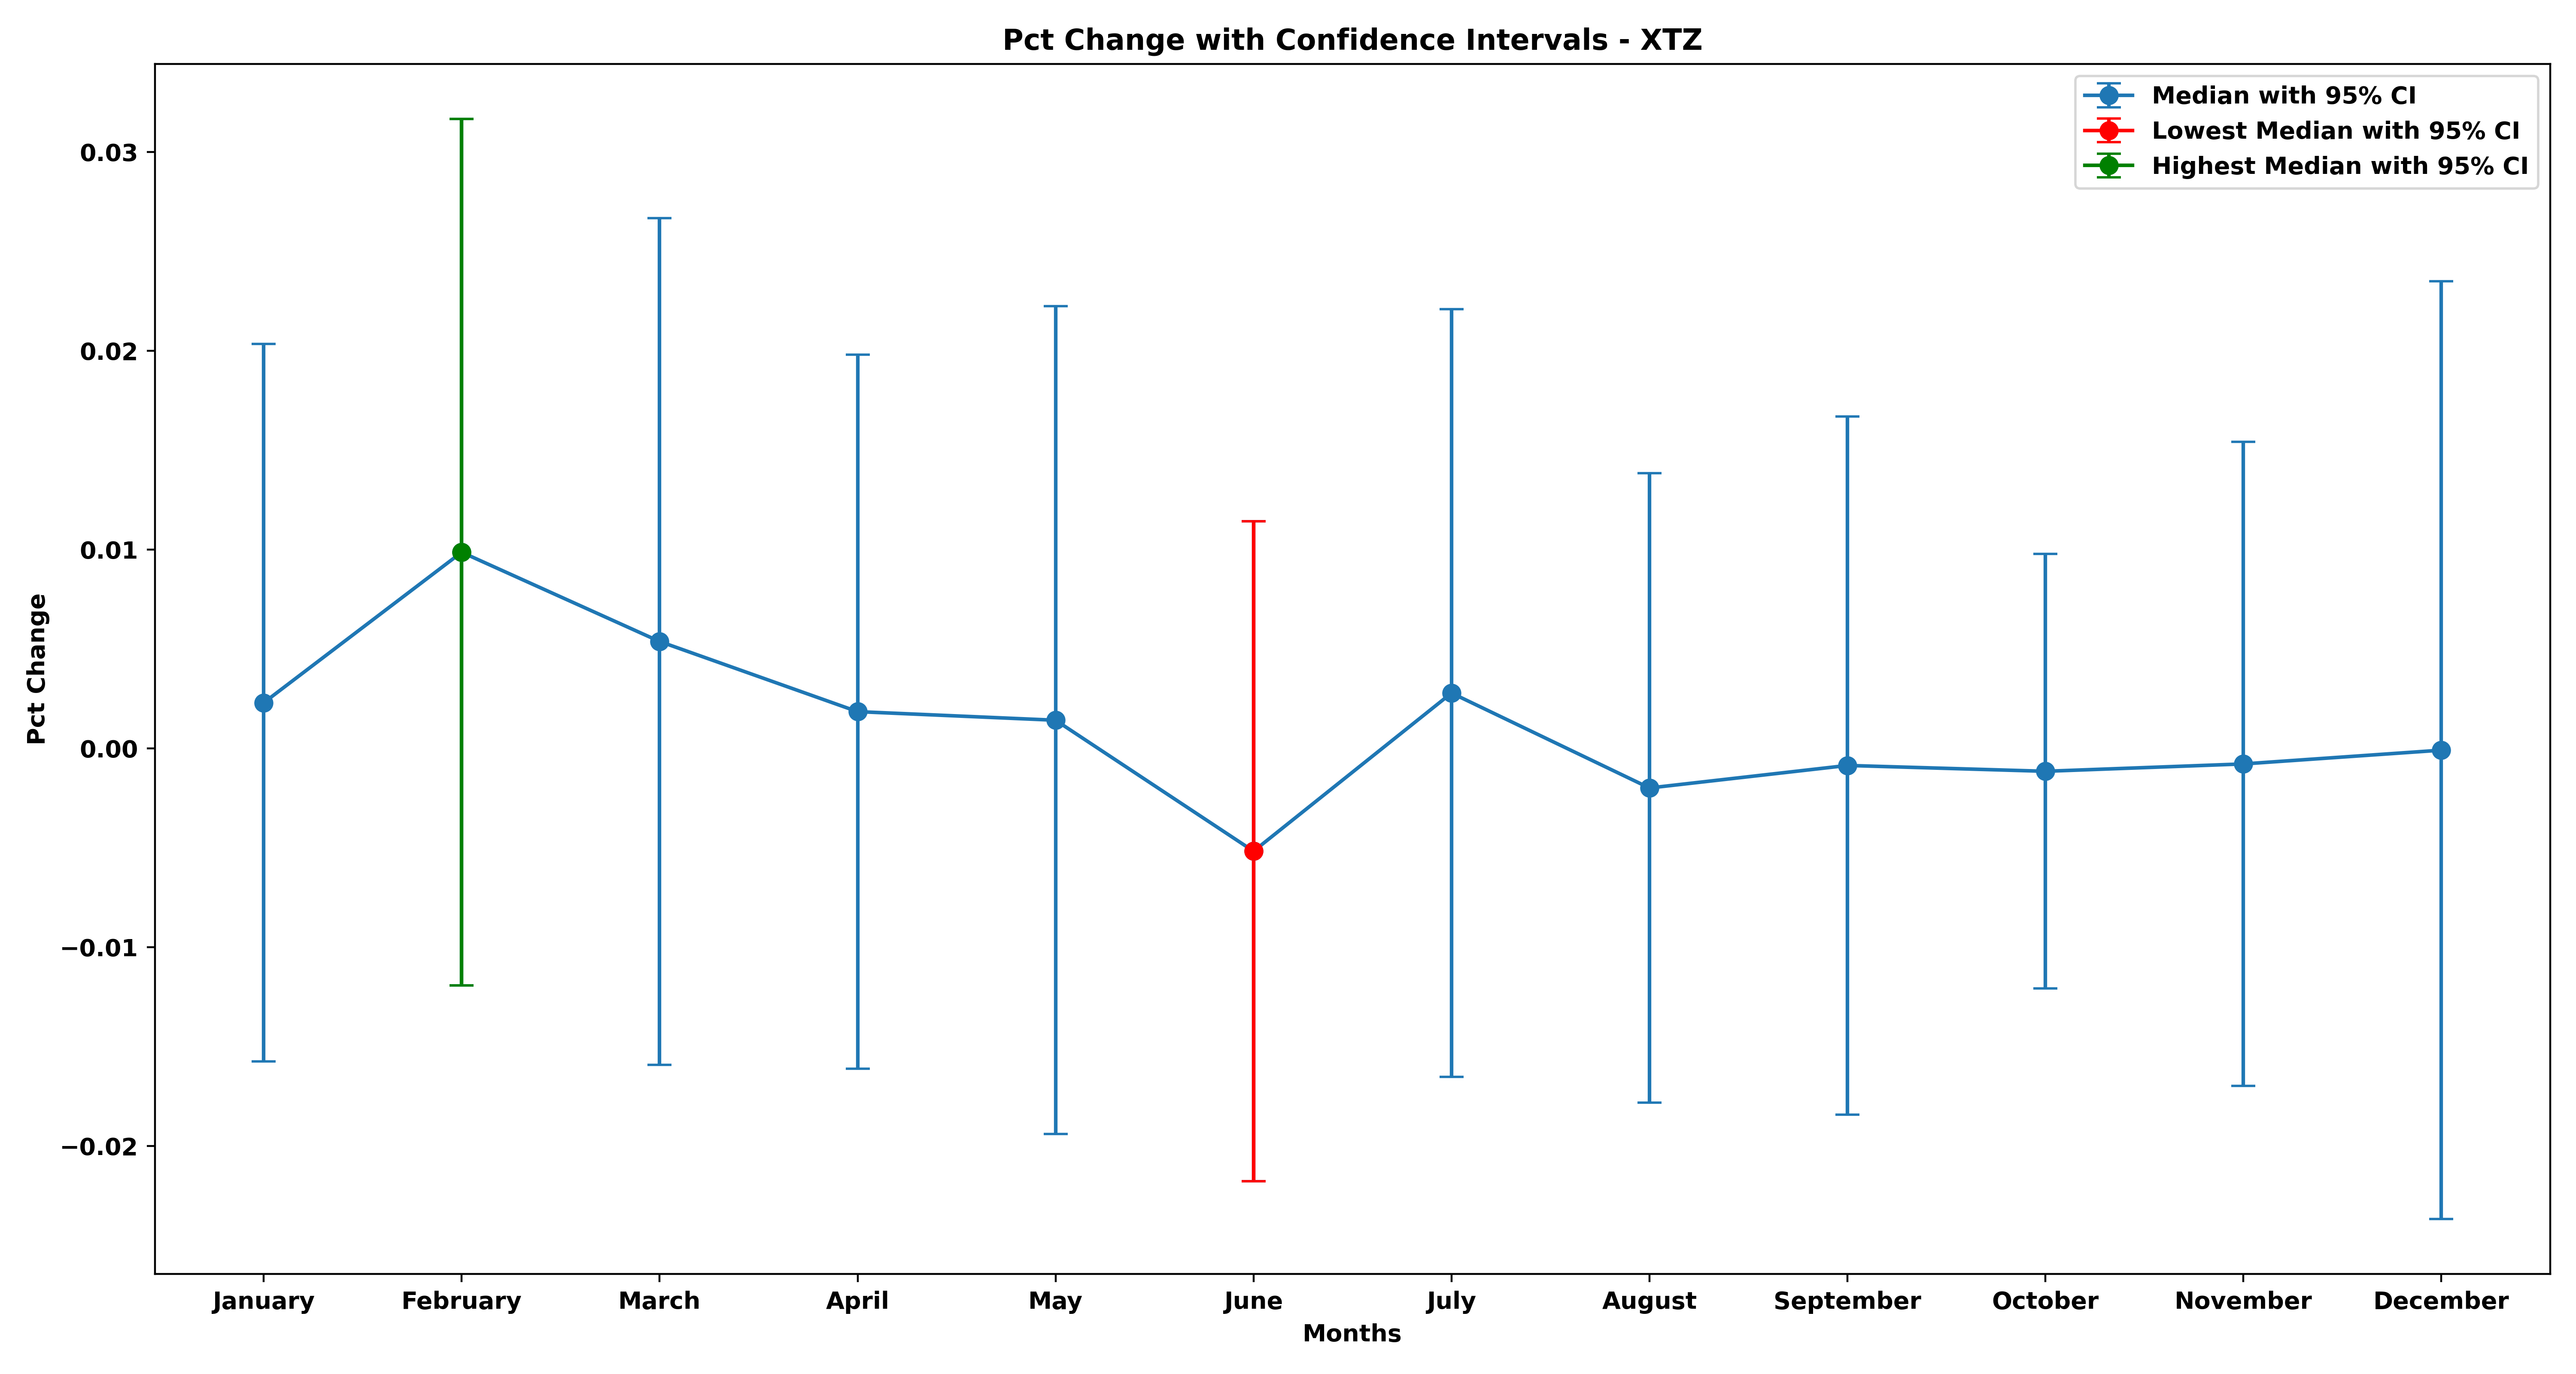 Pct Change with Confidence Intervals - XTZ
Median with 95% CI
Lowest Median with 95% CI
Highest Median with 95% CI
Pct Change
0.03
0.02
0.01
0.00
−0.01
−0.02
January February March April May June July August September October November December
Months